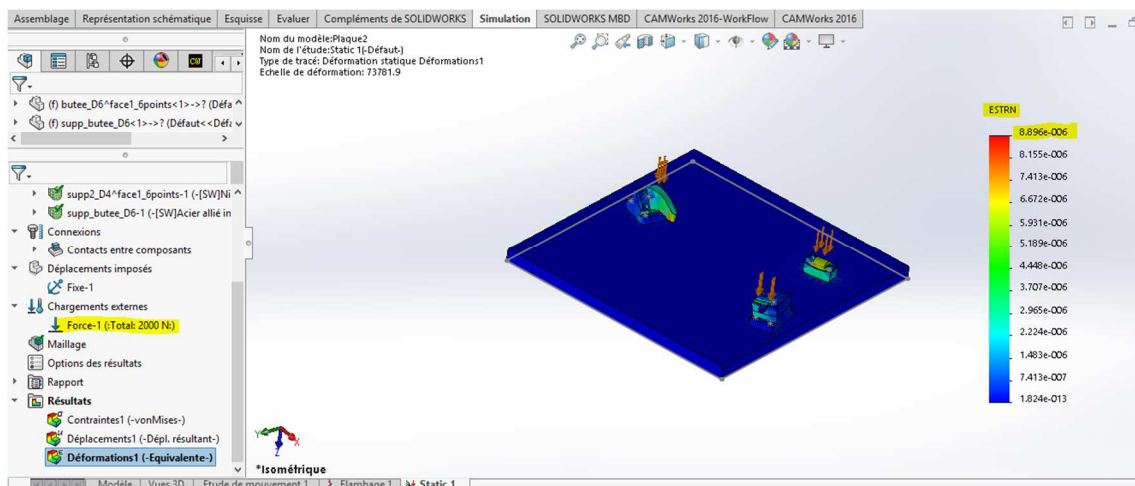 Assemblage Représentation schématique Esquisse Evaluer Compléments de SOLIDWORKS Simulation SOLIDWORKS MBD CAMWorks 2016-WorkFlow CAMWorks 2016
(f) butee_D6^face1_6points<1>->? (Défa
(f) supp_butee_D6<1>->? (Défaut<<Défa
supp2_D4^face1_6points-1 (-[SW]Ni
supp_butee_D6-1 (-[SW]Acier allié in
Connexions
Contacts entre composants
Déplacements imposés
Fixe-1
Chargements externes
Force-1 (:Total: 2000 N:)
Maillage
Options des résultats
Rapport
Résultats
Contraintes1 (-vonMises-)
Déplacements1 (-Dépl. résultant-)
Déformations1 (-Equivalente-)
Nom du modèle:Plaque2
Nom de l'étude:Static 1(-Défaut-)
Type de tracé: Déformation statique Déformations1
Echelle de déformation: 73781.9
ESTRN
8.896e-006
8.155e-006
7.413e-006
6.672e-006
5.931e-006
5.189e-006
4.448e-006
3.707e-006
2.965e-006
2.224e-006
1.483e-006
7.413e-007
1.824e-013
Y X
Z
*Isométrique
Modèle Vues 3D Etude de mouvement 1 Flambage 1 Static 1